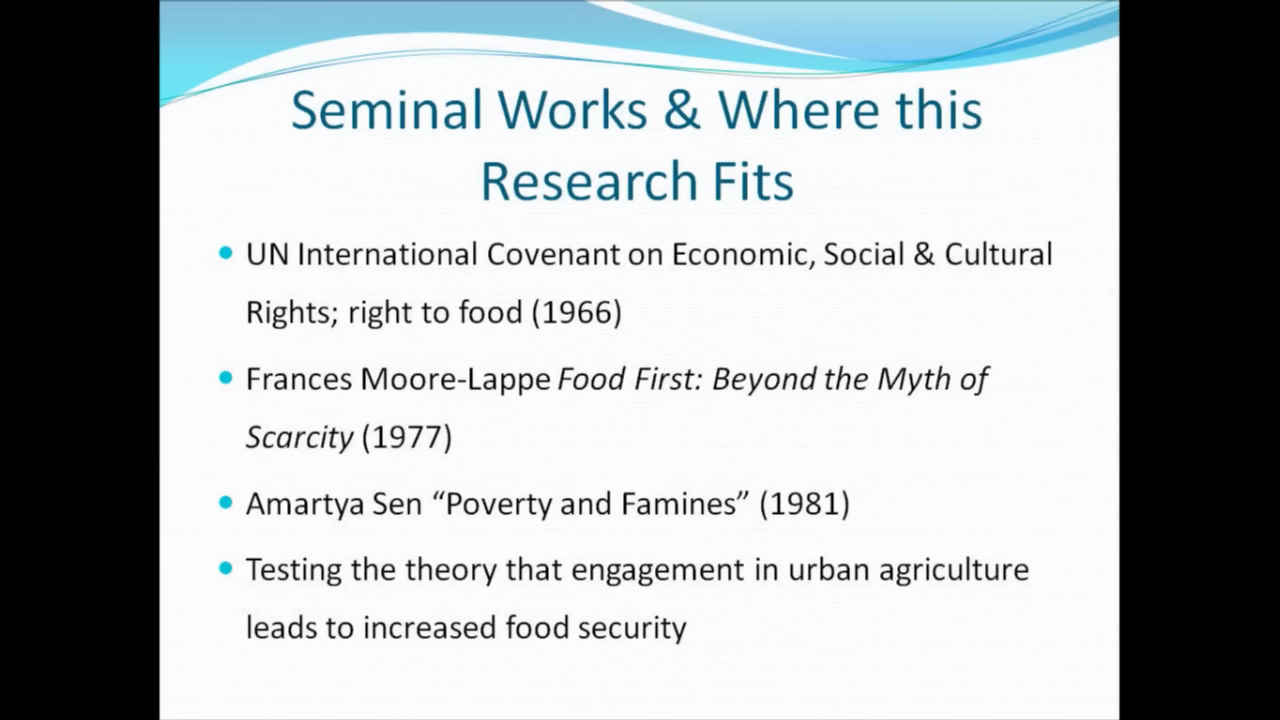 Seminal Works & Where this
Research Fits
UN International Covenant on Economic, Social & Cultural
Rights; right to food (1966)
Frances Moore-Lappe Food First: Beyond the Myth of
Scarcity (1977)
Amartya Sen “Poverty and Famines” (1981)
Testing the theory that engagement in urban agriculture
leads to increased food security